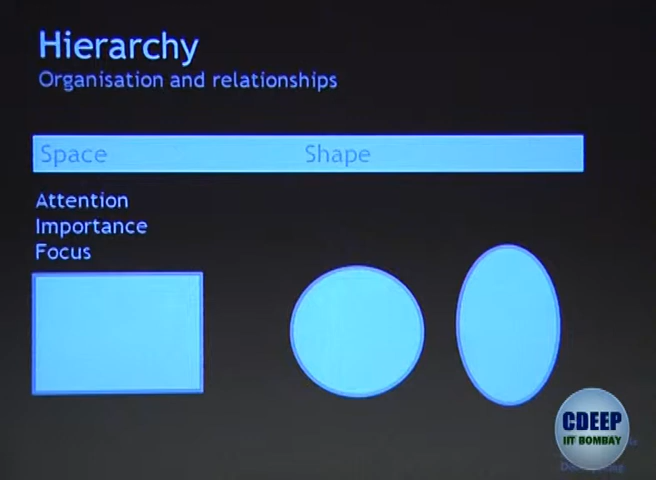 Hierarchy
Organisation and relationships
Space Shape
Attention
Importance
Focus
CDEEP
IIT BOMBAY